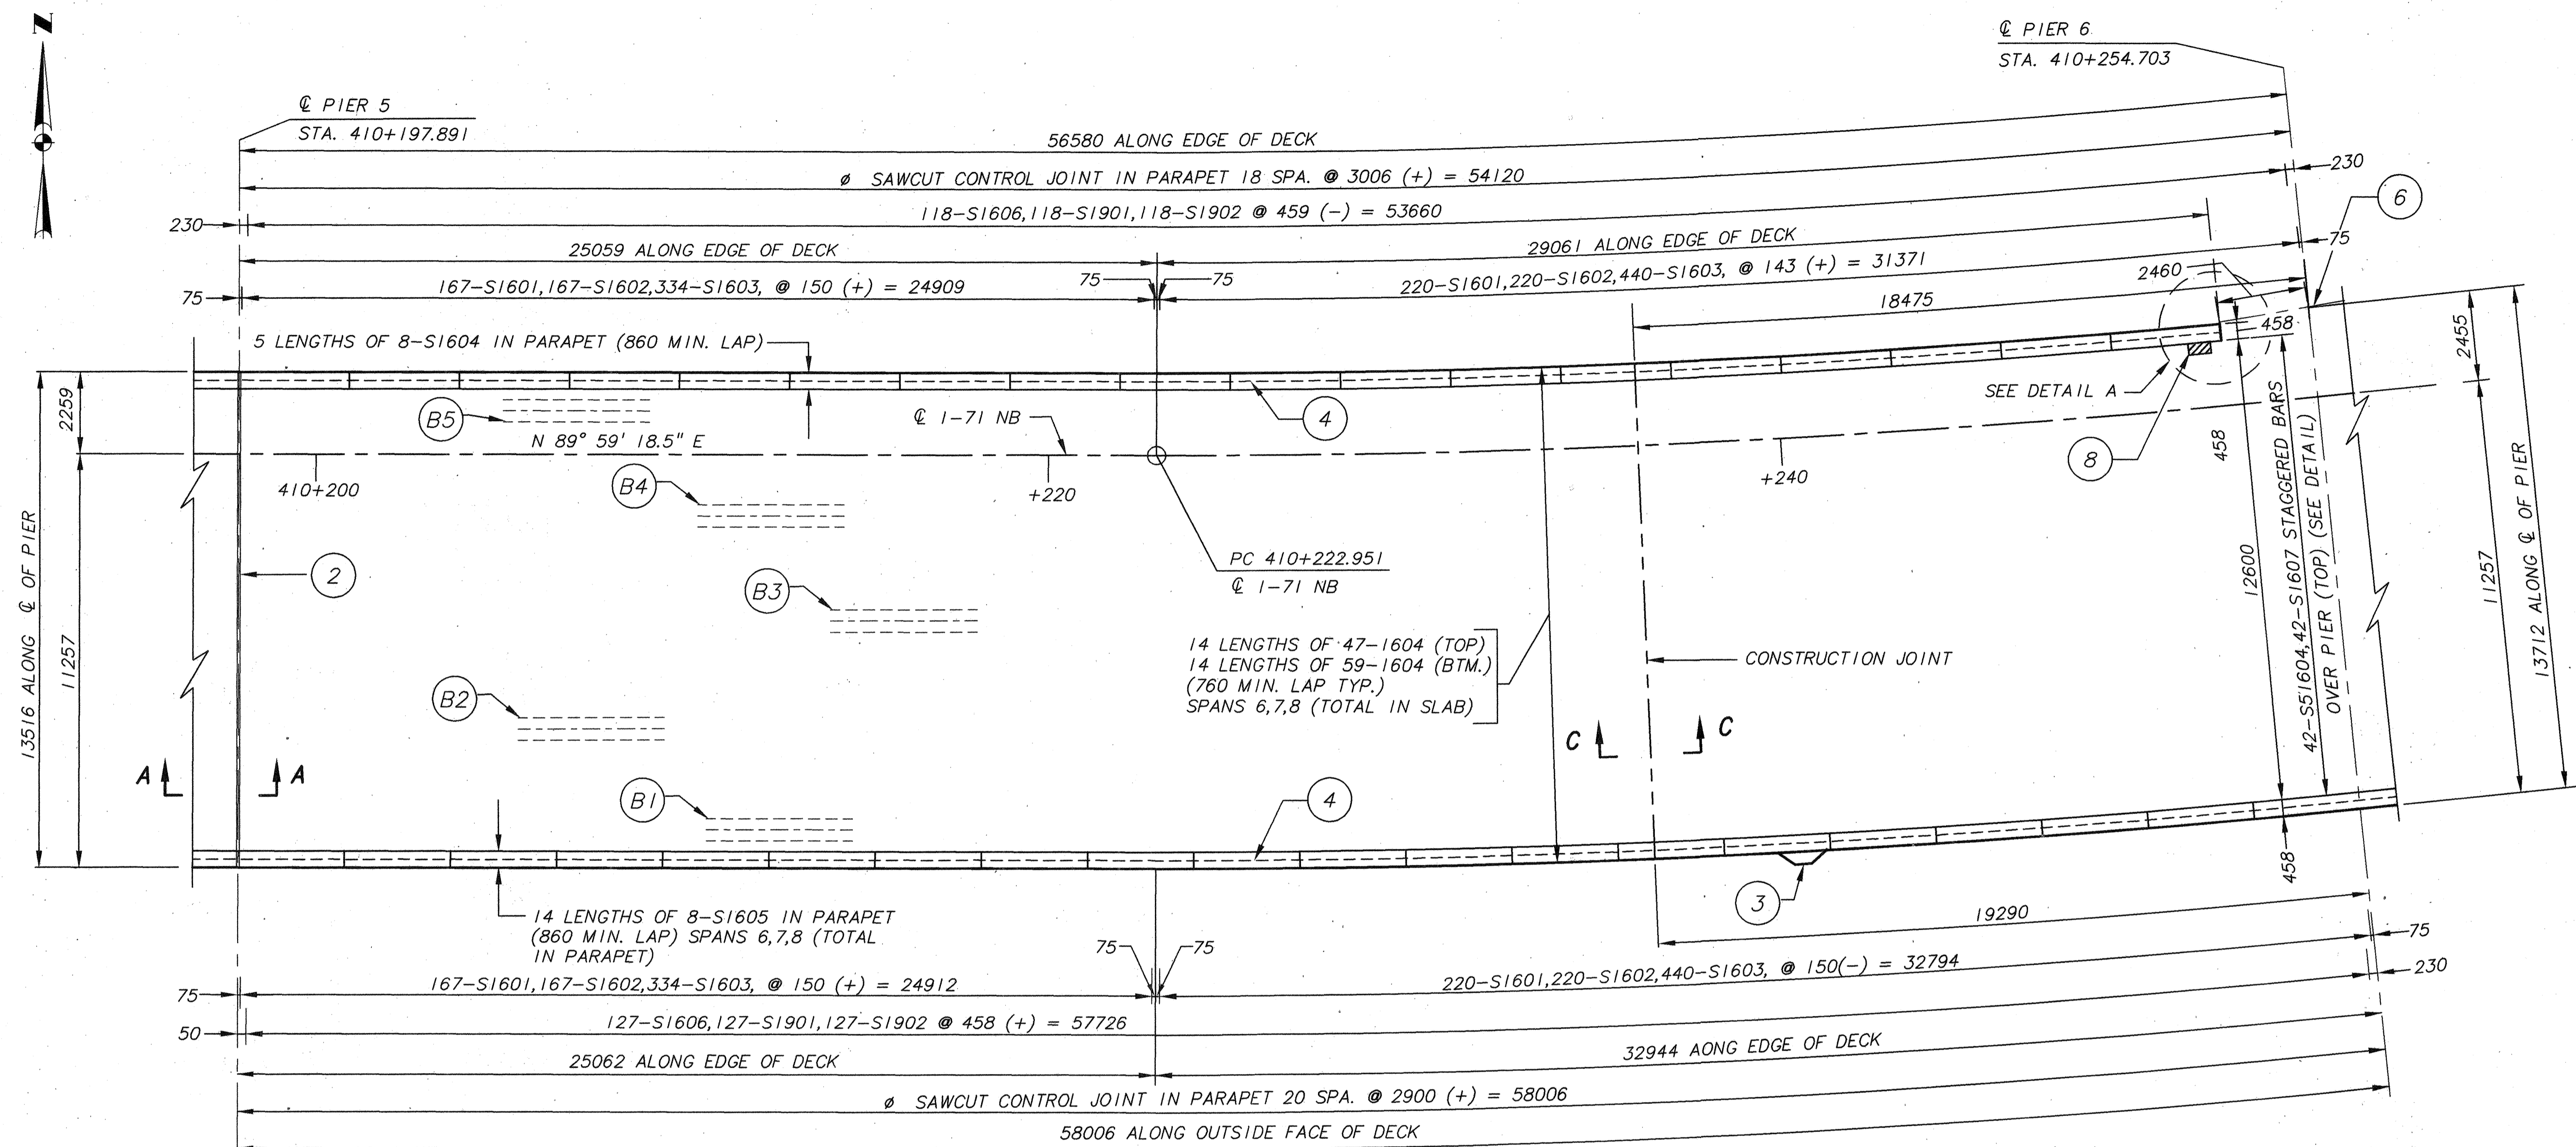 N
℄ PIER 6
STA. 410+254.703
℄ PIER 5
STA. 410+197.891
56580 ALONG EDGE OF DECK
230
ø SAWCUT CONTROL JOINT IN PARAPET 18 SPA. @ 3006 (+) = 54120
6
230
118-S1606,118-S1901,118-S1902 @ 459 (-) = 53660
75
25059 ALONG EDGE OF DECK
29061 ALONG EDGE OF DECK
75
167-S1601,167-S1602,334-S1603, @ 150 (+) = 24909
75
75
220-S1601,220-S1602,440-S1603, @ 143 (+) = 31371
2460
18475
458
5 LENGTHS OF 8-S1604 IN PARAPET (860 MIN. LAP)
2455
2259
B5
℄ 1-71 NB
4
SEE DETAIL A
N 89° 59' 18.5" E
458
8
410+200
B4
+220
+240
13516 ALONG ℄ OF PIER
2
PC 410+222.951
℄ 1-71 NB
12600
42-S51604,42-S1607 STAGGERED BARS
OVER PIER (TOP) (SEE DETAIL)
11257
13712 ALONG ℄ OF PIER
B3
11257
14 LENGTHS OF 47-1604 (TOP)
14 LENGTHS OF 59-1604 (BTM.)
(760 MIN. LAP TYP.)
SPANS 6,7,8 (TOTAL IN SLAB)
CONSTRUCTION JOINT
B2
C
C
A
A
B1
4
458
3
14 LENGTHS OF 8-S1605 IN PARAPET
(860 MIN. LAP) SPANS 6,7,8 (TOTAL
IN PARAPET)
19290
75
75
75
75
167-S1601,167-S1602,334-S1603, @ 150 (+) = 24912
220-S1601,220-S1602,440-S1603, @ 150(-) = 32794
230
50
127-S1606,127-S1901,127-S1902 @ 458 (+) = 57726
25062 ALONG EDGE OF DECK
32944 AONG EDGE OF DECK
ø SAWCUT CONTROL JOINT IN PARAPET 20 SPA. @ 2900 (+) = 58006
58006 ALONG OUTSIDE FACE OF DECK